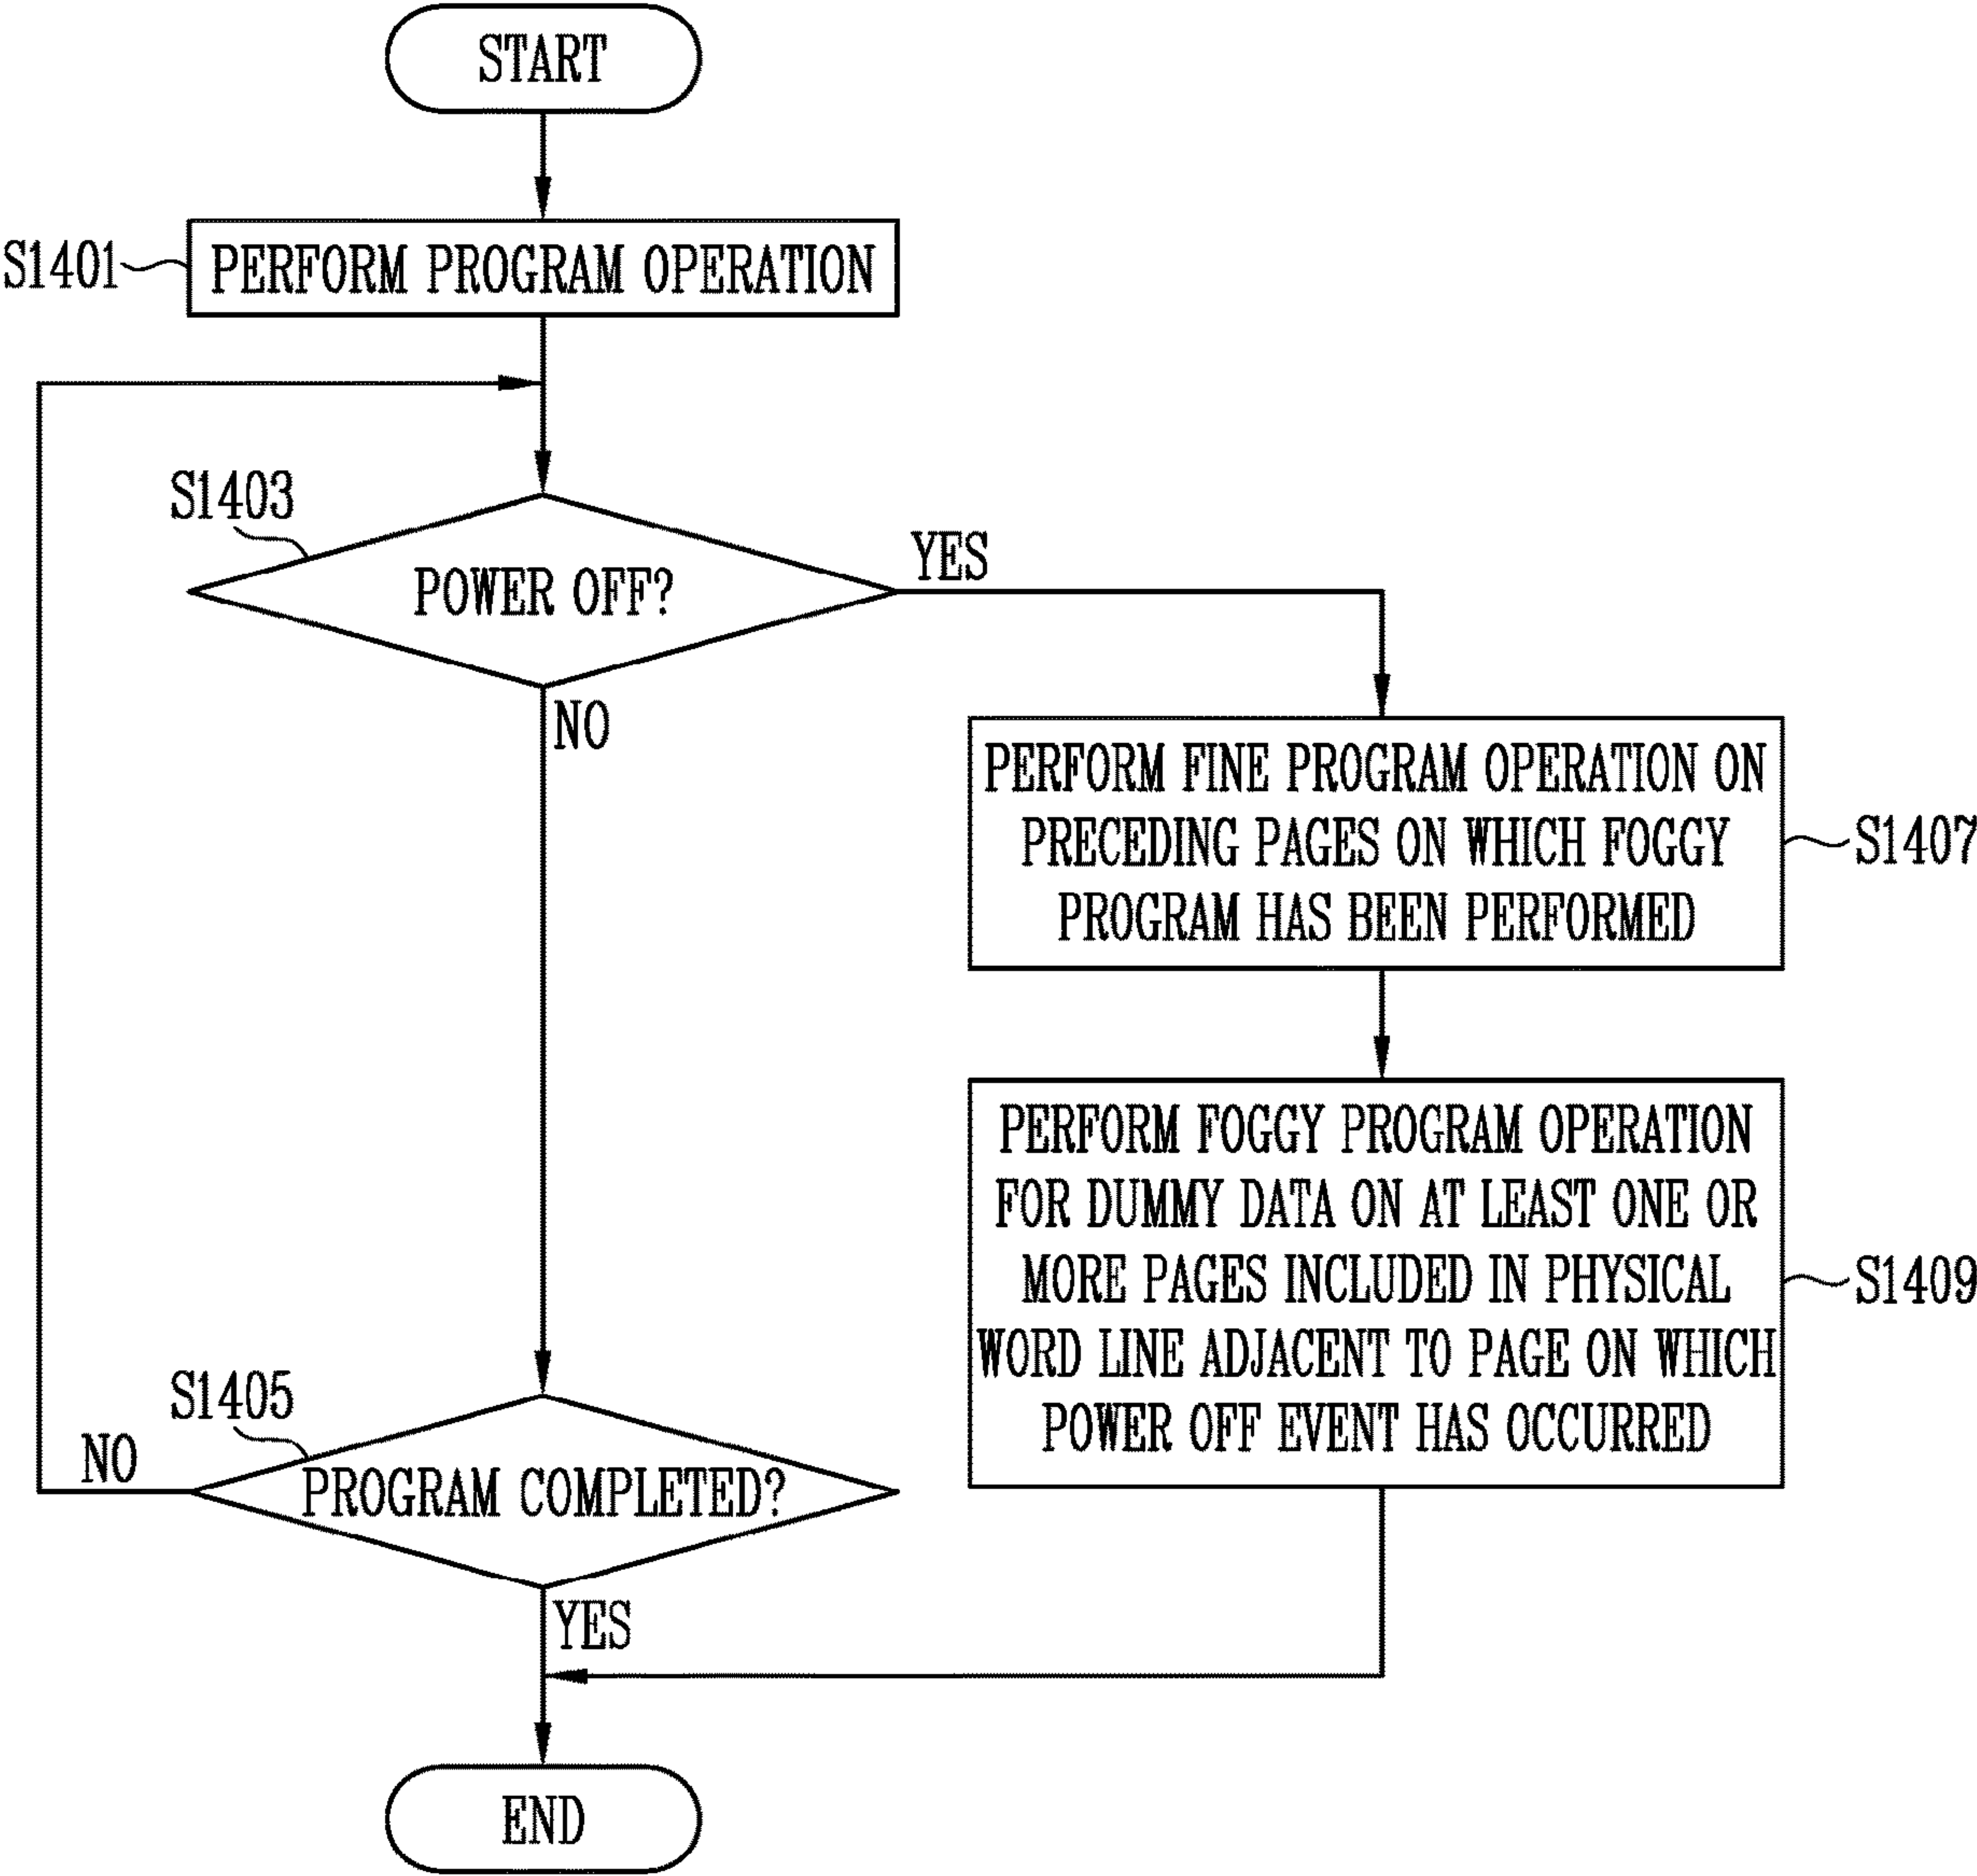 START
S1401
PERFORM PROGRAM OPERATION
S1403
POWER OFF?
YES
NO
PERFORM FINE PROGRAM OPERATION ON
PRECEDING PAGES ON WHICH FOGGY
PROGRAM HAS BEEN PERFORMED
S1407
PERFORM FOGGY PROGRAM OPERATION
FOR DUMMY DATA ON AT LEAST ONE OR
MORE PAGES INCLUDED IN PHYSICAL
WORD LINE ADJACENT TO PAGE ON WHICH
POWER OFF EVENT HAS OCCURRED
S1409
S1405
NO
PROGRAM COMPLETED?
YES
END